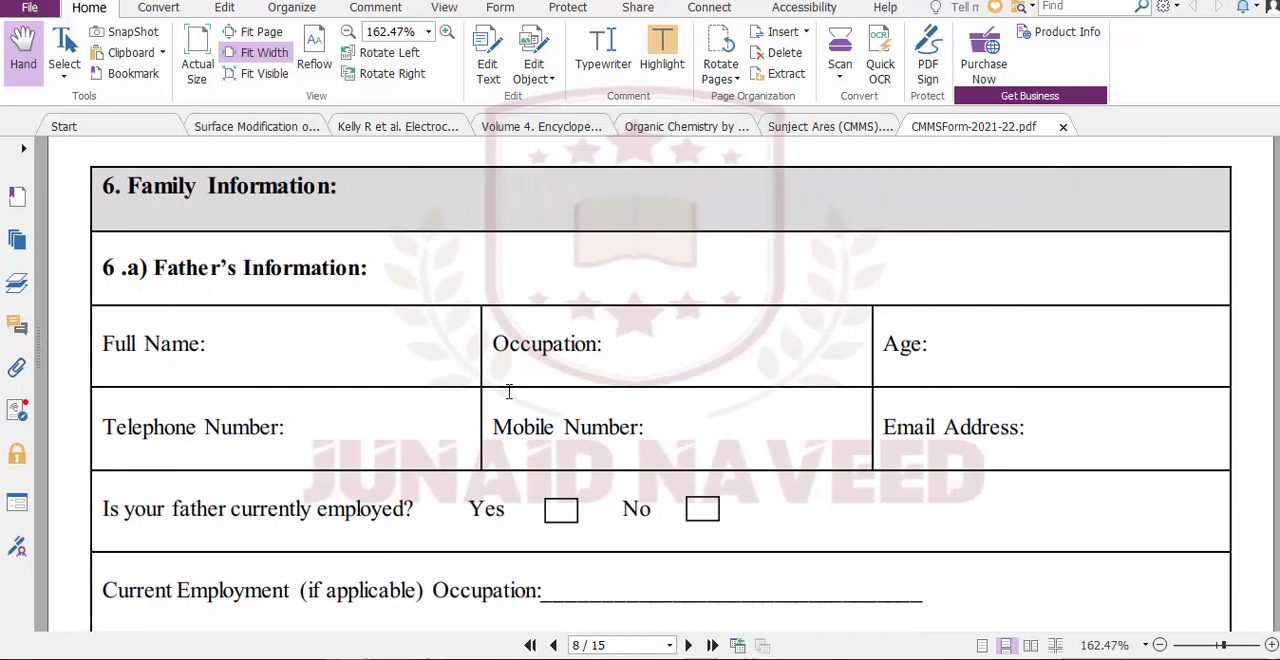 File Home Convert Edit Organize Comment View Form Protect Share Connect Accessibility Help Tell Find
Hand
Select
SnapShot
Clipboard
Bookmark
Tools
Actual Size
Fit Page
Fit Width
Fit Visible
Reflow
162.47%
Rotate Left
Rotate Right
View
Edit Text
Edit Object
Edit
Typewriter
Highlight
Comment
Rotate Pages
Insert
Delete
Extract
Page Organization
Scan
Quick OCR
Convert
PDF Sign
Protect
Purchase Now
Product Info
Get Business
Start Surface Modification o... Kelly R et al. Electroc... Volume 4. Encyclope... Organic Chemistry by ... Sunject Ares (CMMS).... CMMSForm-2021-22.pdf
6. Family Information:
6 .a) Father’s Information:
Full Name: Occupation: Age:
Telephone Number: Mobile Number: Email Address:
JUNAID NAVEED
Is your father currently employed? Yes No
Current Employment (if applicable) Occupation:_______________________________
8 / 15 162.47%